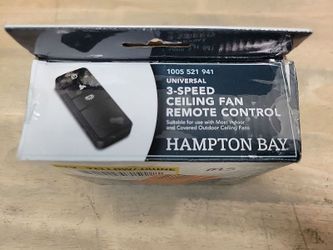 1005 521 941
UNIVERSAL
3-SPEED
CEILING FAN
REMOTE CONTROL
Suitable for use with Most Indoor
and Covered Outdoor Ceiling Fans
HAMPTON BAY